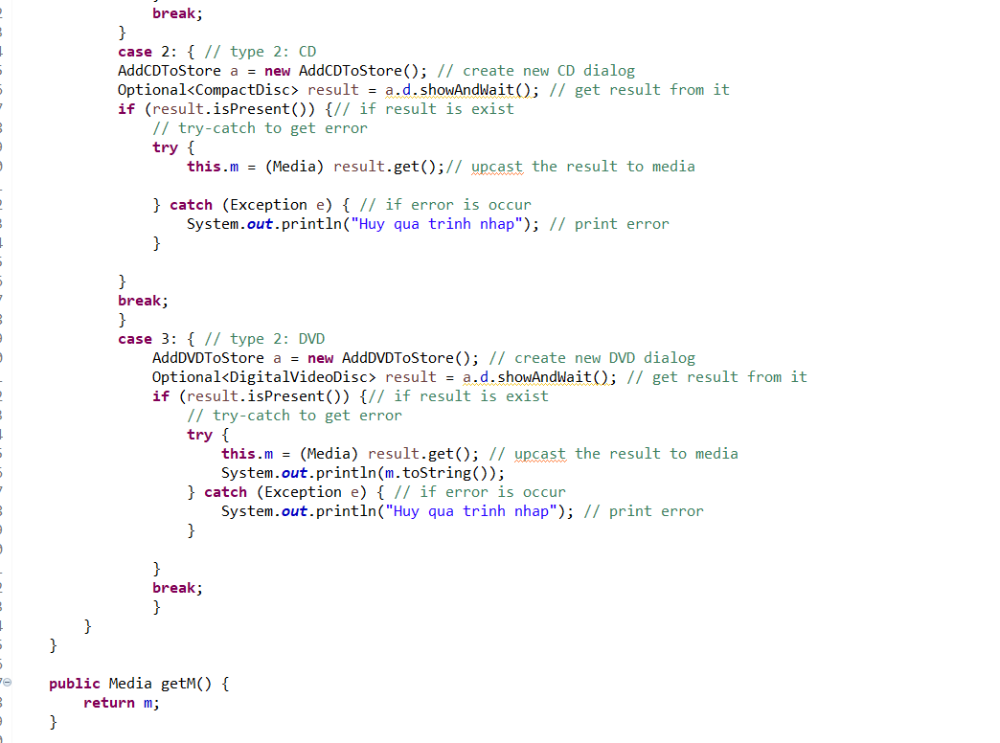 break;
}
case 2: { // type 2: CD
AddCDToStore a = new AddCDToStore(); // create new CD dialog
Optional<CompactDisc> result = a.d.showAndWait(); // get result from it
if (result.isPresent()) {// if result is exist
// try-catch to get error
try {
this.m = (Media) result.get();// upcast the result to media
} catch (Exception e) { // if error is occur
System.out.println("Huy qua trinh nhap"); // print error
}
}
break;
}
case 3: { // type 2: DVD
AddDVDToStore a = new AddDVDToStore(); // create new DVD dialog
Optional<DigitalVideoDisc> result = a.d.showAndWait(); // get result from it
if (result.isPresent()) {// if result is exist
// try-catch to get error
try {
this.m = (Media) result.get(); // upcast the result to media
System.out.println(m.toString());
} catch (Exception e) { // if error is occur
System.out.println("Huy qua trinh nhap"); // print error
}
}
break;
}
}
}
public Media getM() {
return m;
}